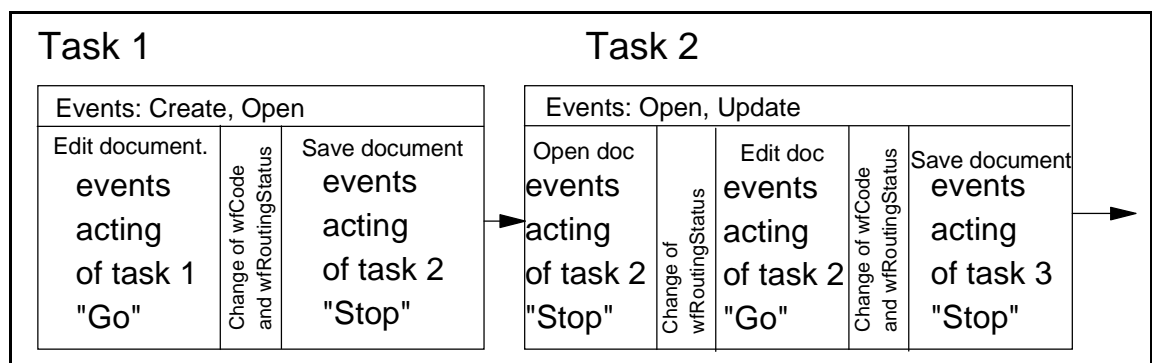 Task 1
Events: Create, Open
Edit document.
events
acting
of task 1
"Go"
Change of wfCode
and wfRoutingStatus
Save document
events
acting
of task 2
"Stop"
Task 2
Events: Open, Update
Open doc
events
acting
of task 2
"Stop"
Change of
wfRoutingStatus
Edit doc
events
acting
of task 2
"Go"
Change of wfCode
and wfRoutingStatus
Save document
events
acting
of task 3
"Stop"